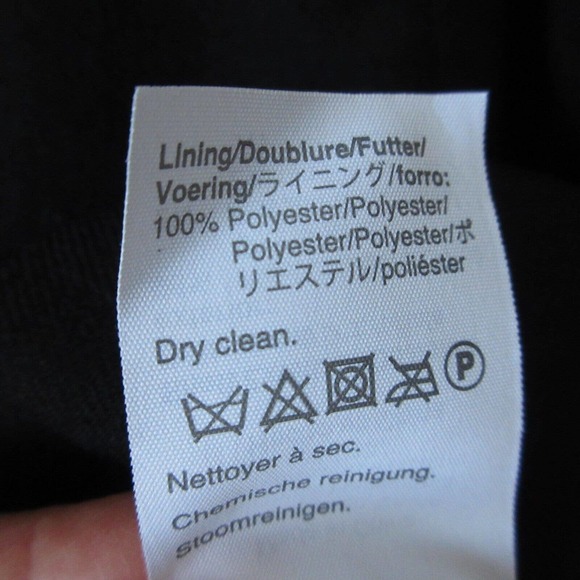 Lining/Doublure/Futter/
Voering/ライニング/forro:
100% Polyester/Polyester/
Polyester/Polyester/ポ
リエステル/poliéster
Dry clean.
P
Nettoyer à sec.
Chemische reinigung.
Stoomreinigen.